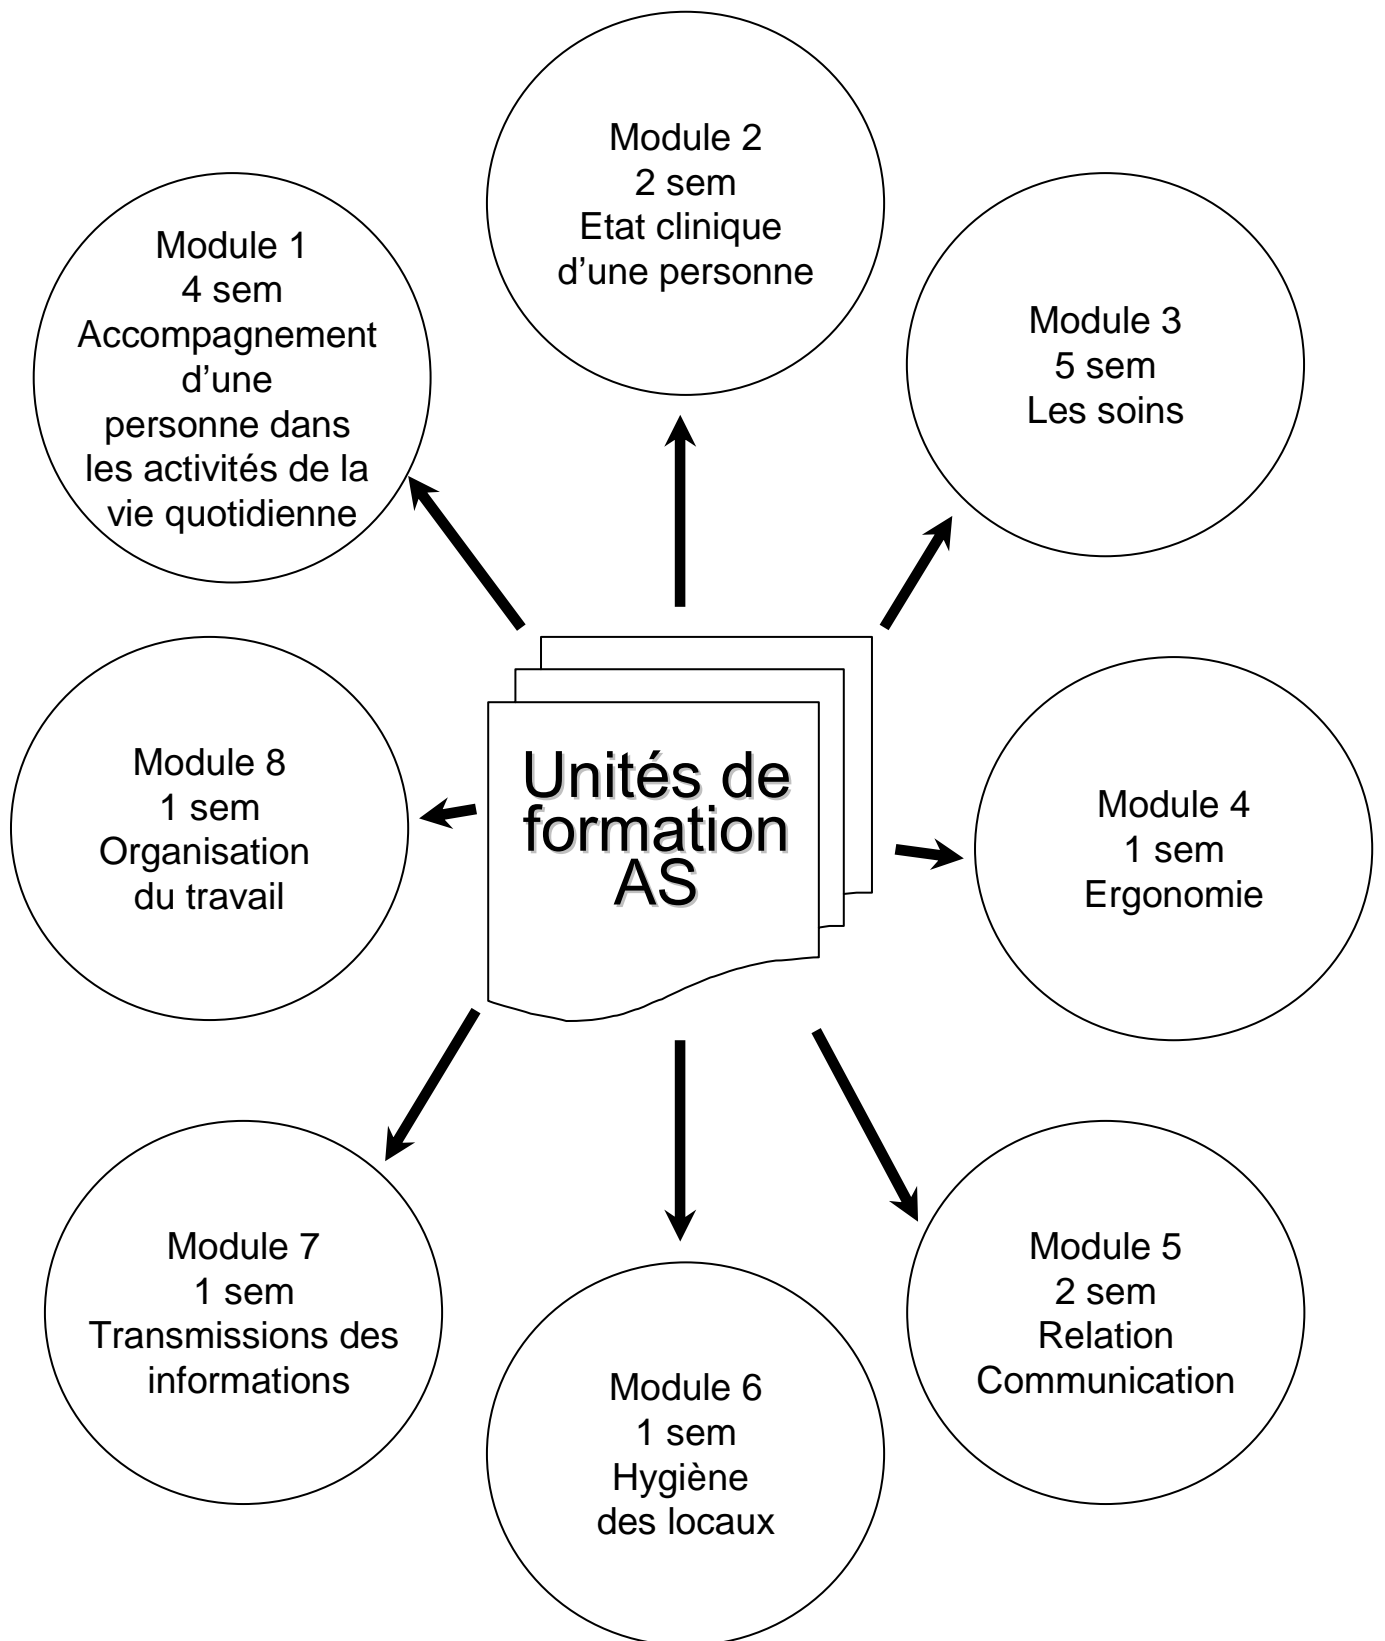 Module 2
2 sem
Etat clinique
d’une personne
Module 1
4 sem
Accompagnement
d’une
personne dans
les activités de la
vie quotidienne
Module 3
5 sem
Les soins
Unités de
formation
AS
Module 8
1 sem
Organisation
du travail
Module 4
1 sem
Ergonomie
Module 7
1 sem
Transmissions des
informations
Module 5
2 sem
Relation
Communication
Module 6
1 sem
Hygiène
des locaux